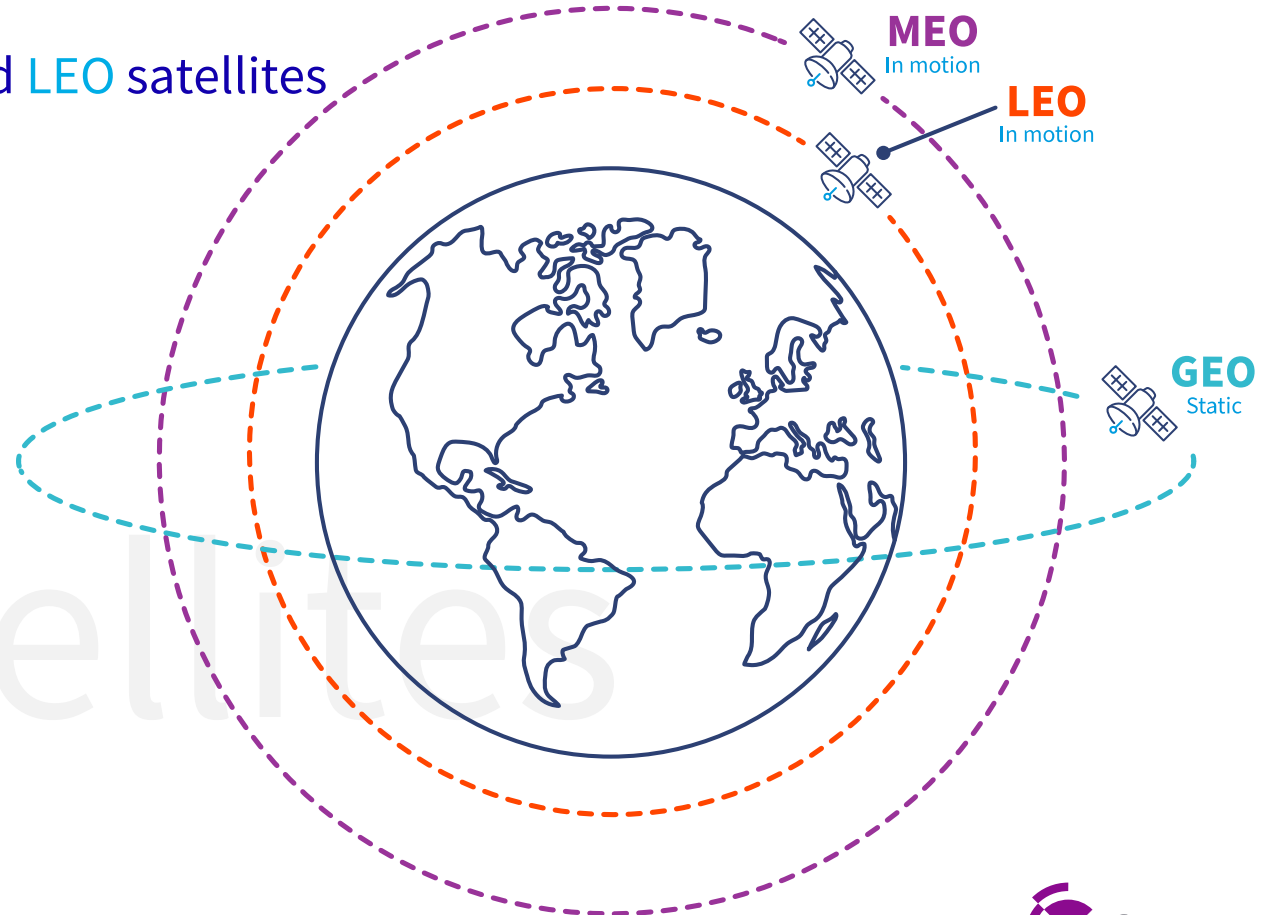 d LEO satellites
MEO
In motion
LEO
In motion
GEO
Static
ellites